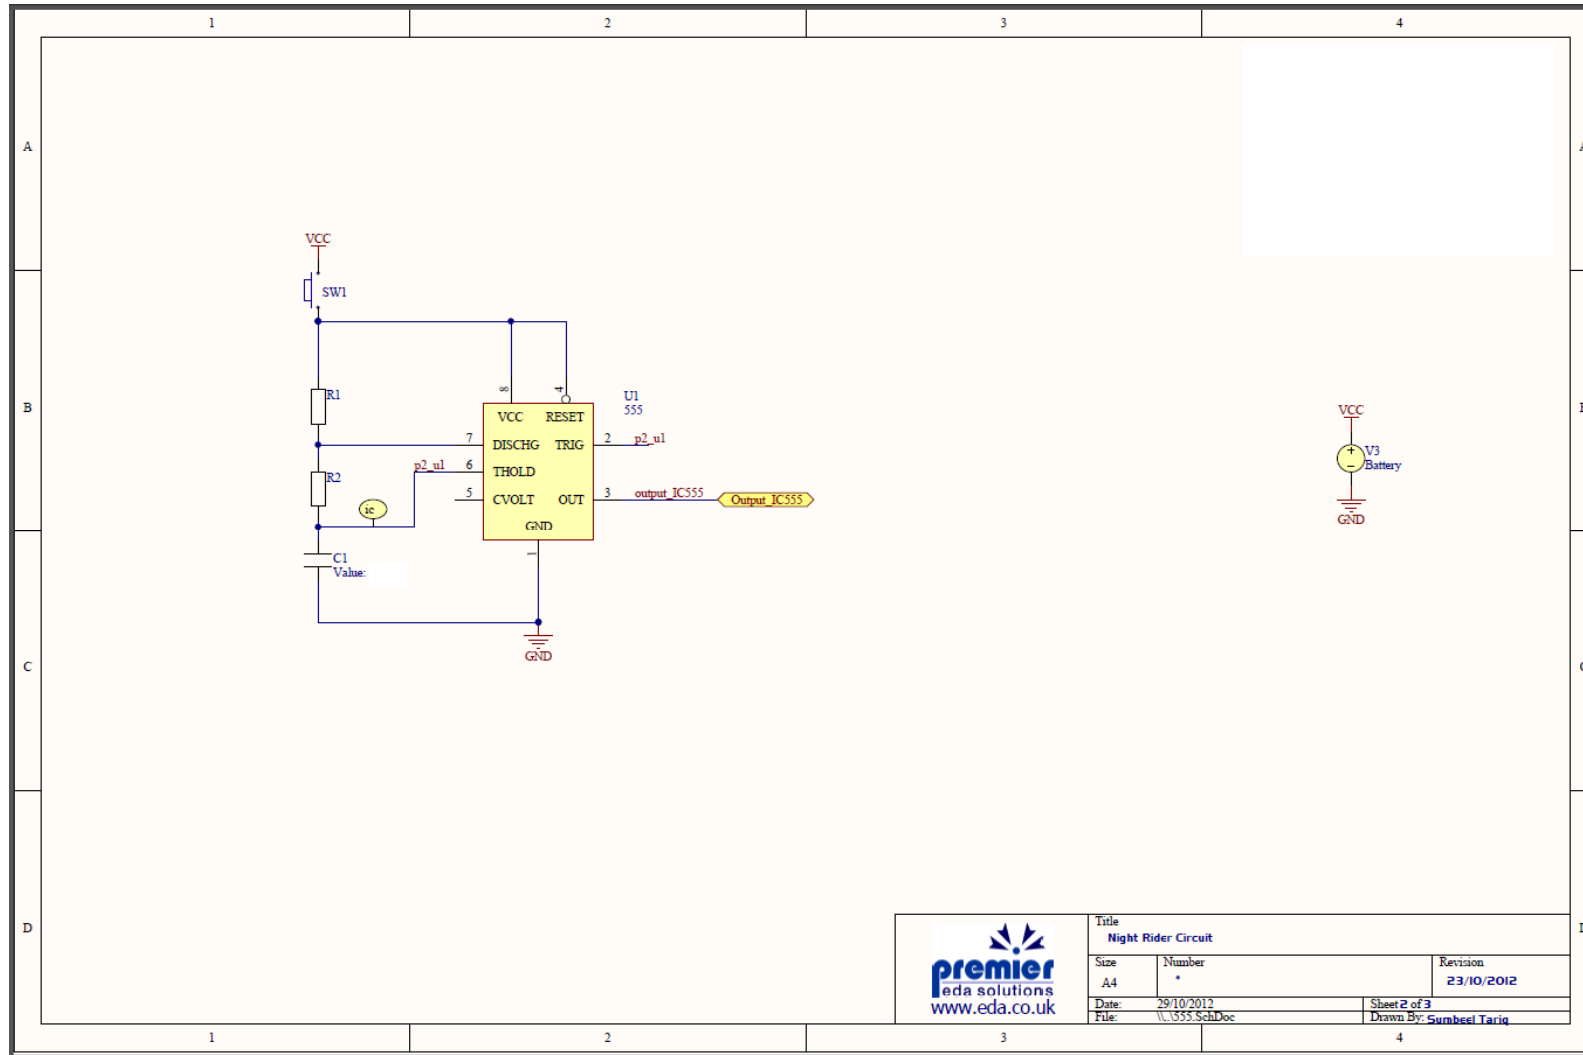 1 2 3 4
A A
VCC
SW1
B
R1
8 4
U1
555
VCC RESET
7 DISCHG TRIG 2 p2_u1
p2_u1 6 THOLD
R2
5 CVOLT OUT 3 output_IC555 Output_IC555
ic
GND
1
C1
Value:
GND
VCC
V3
Battery
GND
C
D
premier
eda solutions
www.eda.co.uk
Title
Night Rider Circuit
Size Number Revision
A4 * 23/10/2012
Date: 29/10/2012 Sheet 2 of 3
File: \\...\555.SchDoc Drawn By: Sumbeel Tariq
1 2 3 4